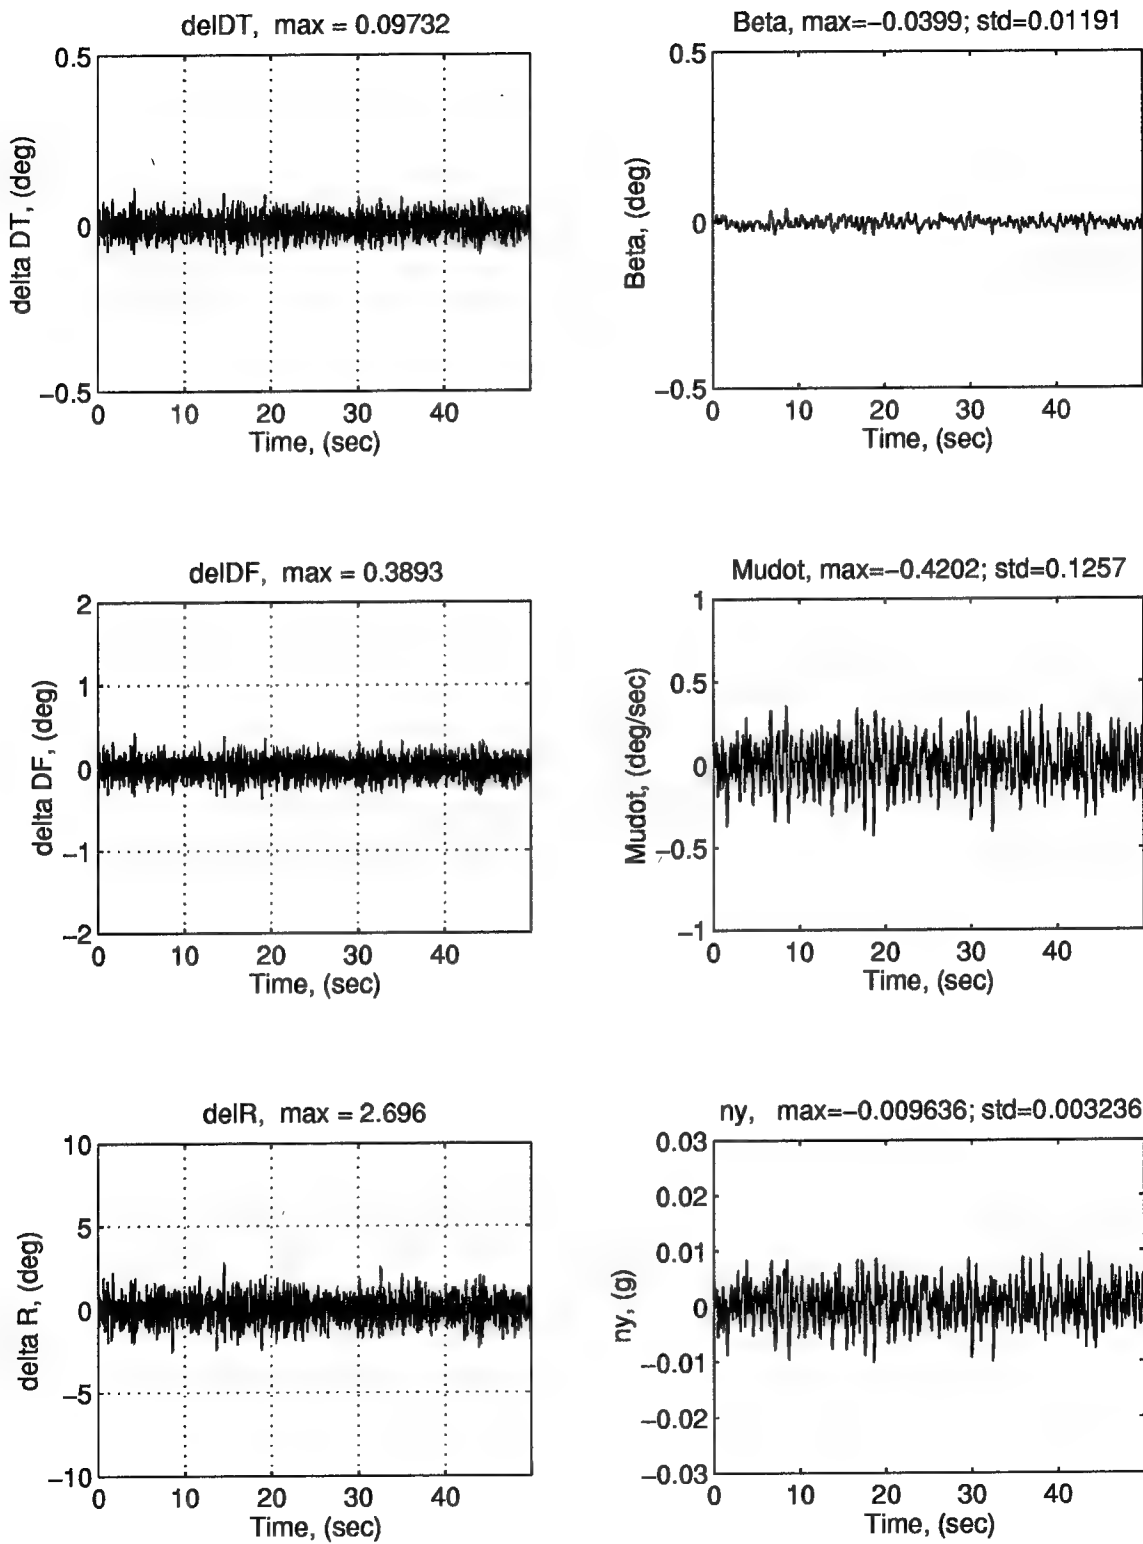 delDT, max = 0.09732
0.5
0
−0.5
delta DT, (deg)
0 10 20 30 40
Time, (sec)
Beta, max=−0.0399; std=0.01191
0.5
0
−0.5
Beta, (deg)
0 10 20 30 40
Time, (sec)
delDF, max = 0.3893
2
1
0
−1
−2
delta DF, (deg)
0 10 20 30 40
Time, (sec)
Mudot, max=−0.4202; std=0.1257
1
0.5
0
−0.5
−1
Mudot, (deg/sec)
0 10 20 30 40
Time, (sec)
delR, max = 2.696
10
5
0
−5
−10
delta R, (deg)
0 10 20 30 40
Time, (sec)
ny, max=−0.009636; std=0.003236
0.03
0.02
0.01
0
−0.01
−0.02
−0.03
ny, (g)
0 10 20 30 40
Time, (sec)